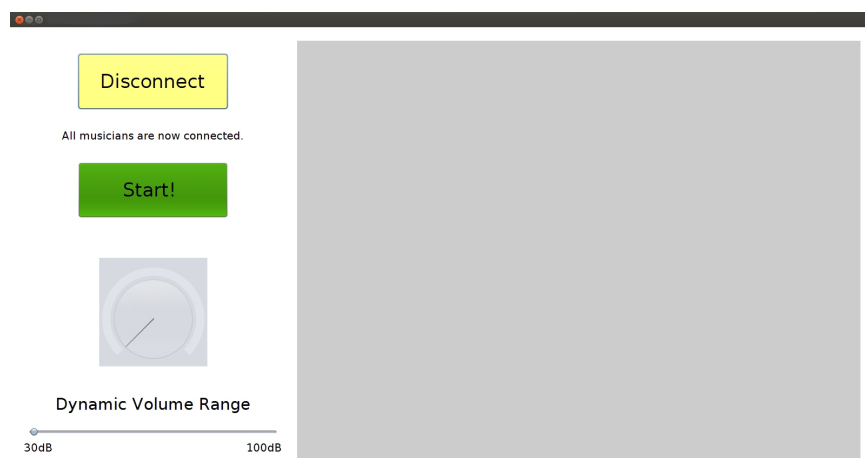 Disconnect
All musicians are now connected.
Start!
Dynamic Volume Range
30dB 100dB